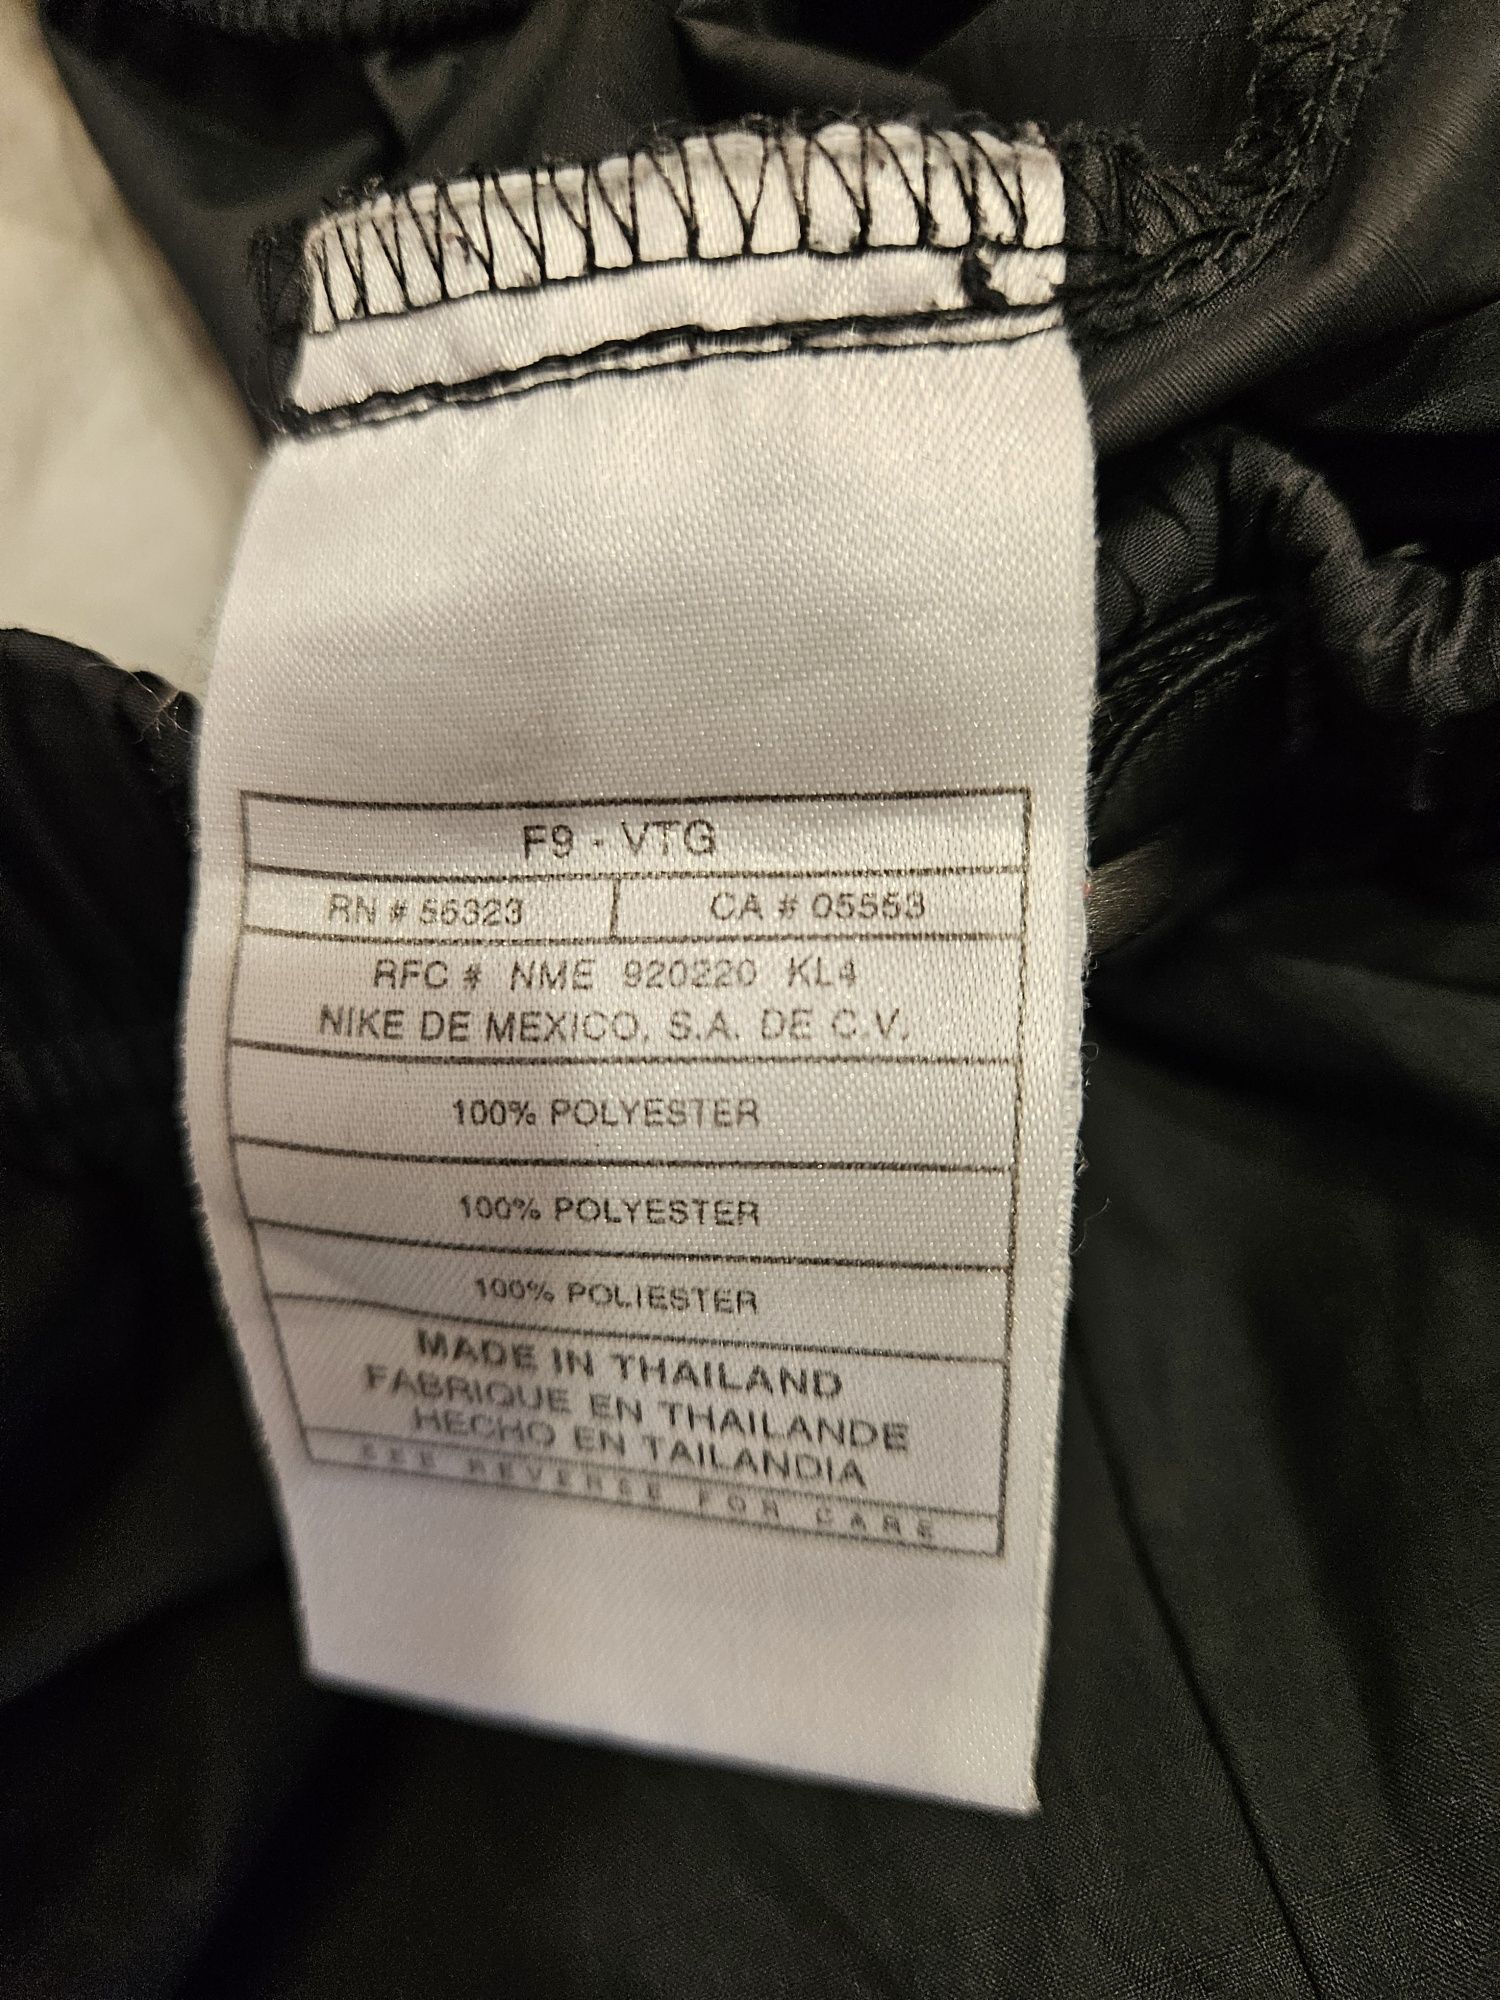 F9 - VTG
RN # 56323 CA # 05553
RFC # NME 920220 KL4
NIKE DE MEXICO, S.A. DE C.V.
100% POLYESTER
100% POLYESTER
100% POLIESTER
MADE IN THAILAND
FABRIQUE EN THAILANDE
HECHO EN TAILANDIA
SEE REVERSE FOR CARE